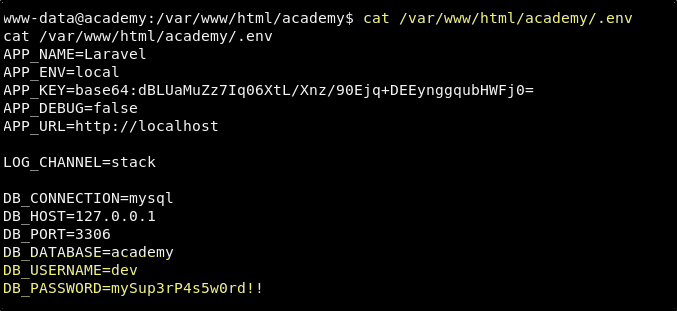 www-data@academy:/var/www/html/academy$ cat /var/www/html/academy/.env
cat /var/www/html/academy/.env
APP_NAME=Laravel
APP_ENV=local
APP_KEY=base64:dBLUaMuZz7Iq06XtL/Xnz/90Ejq+DEEynggqubHWFj0=
APP_DEBUG=false
APP_URL=http://localhost
LOG_CHANNEL=stack
DB_CONNECTION=mysql
DB_HOST=127.0.0.1
DB_PORT=3306
DB_DATABASE=academy
DB_USERNAME=dev
DB_PASSWORD=mySup3rP4s5w0rd!!